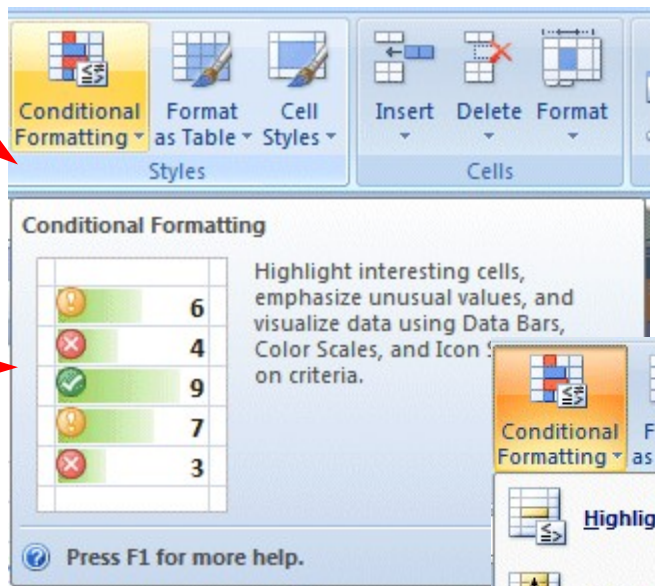 Conditional Formatting
Format as Table
Cell Styles
Insert
Delete
Format
Styles
Cells
Conditional Formatting
Highlight interesting cells,
emphasize unusual values, and
visualize data using Data Bars,
Color Scales, and Icon
on criteria.
6
4
9
7
3
Press F1 for more help.
Conditional
Formatting
as